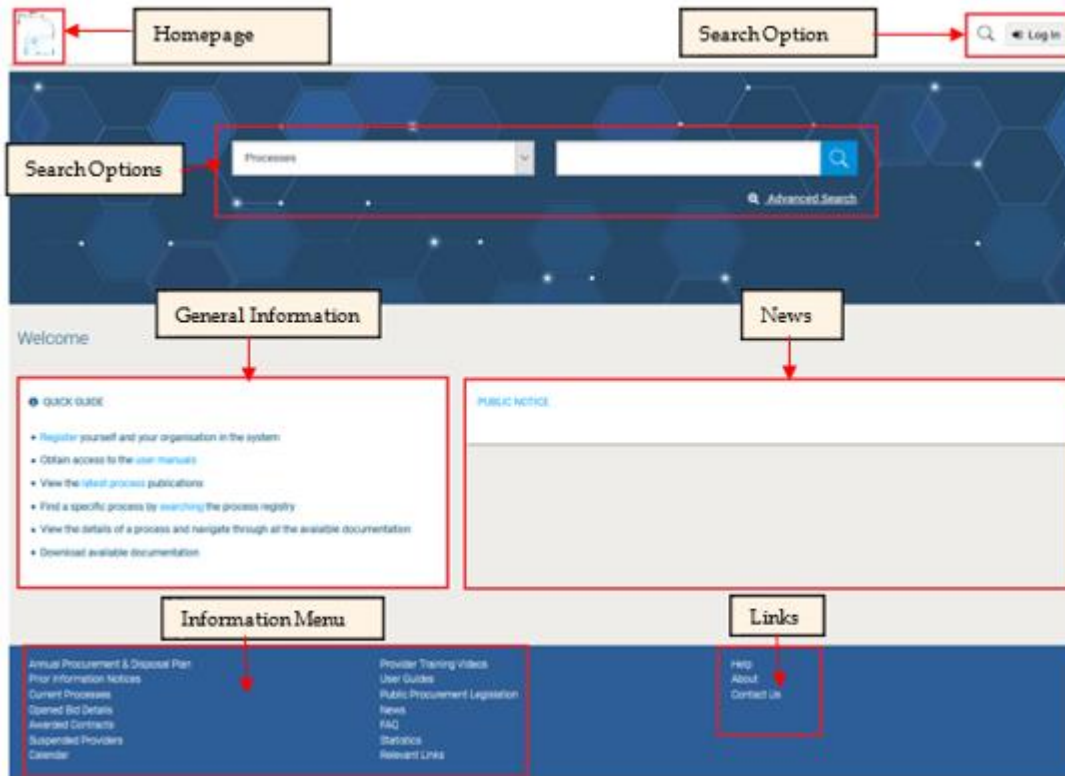 Homepage
Search Option
Log In
Search Options
Processes
Advanced Search
General Information
News
Welcome
QUICK GUIDE
Register yourself and your organisation in the system
Obtain access to the user manuals
View the latest process publications
Find a specific process by searching the process registry
View the details of a process and navigate through all the available documentation
Download available documentation
PUBLIC NOTICE
Information Menu
Links
Annual Procurement & Disposal Plan
Prior Information Notices
Current Processes
Opened Bid Details
Awarded Contracts
Suspended Providers
Calendar
Provider Training Videos
User Guides
Public Procurement Legislation
News
FAQ
Statistics
Relevant Links
Help
About
Contact Us